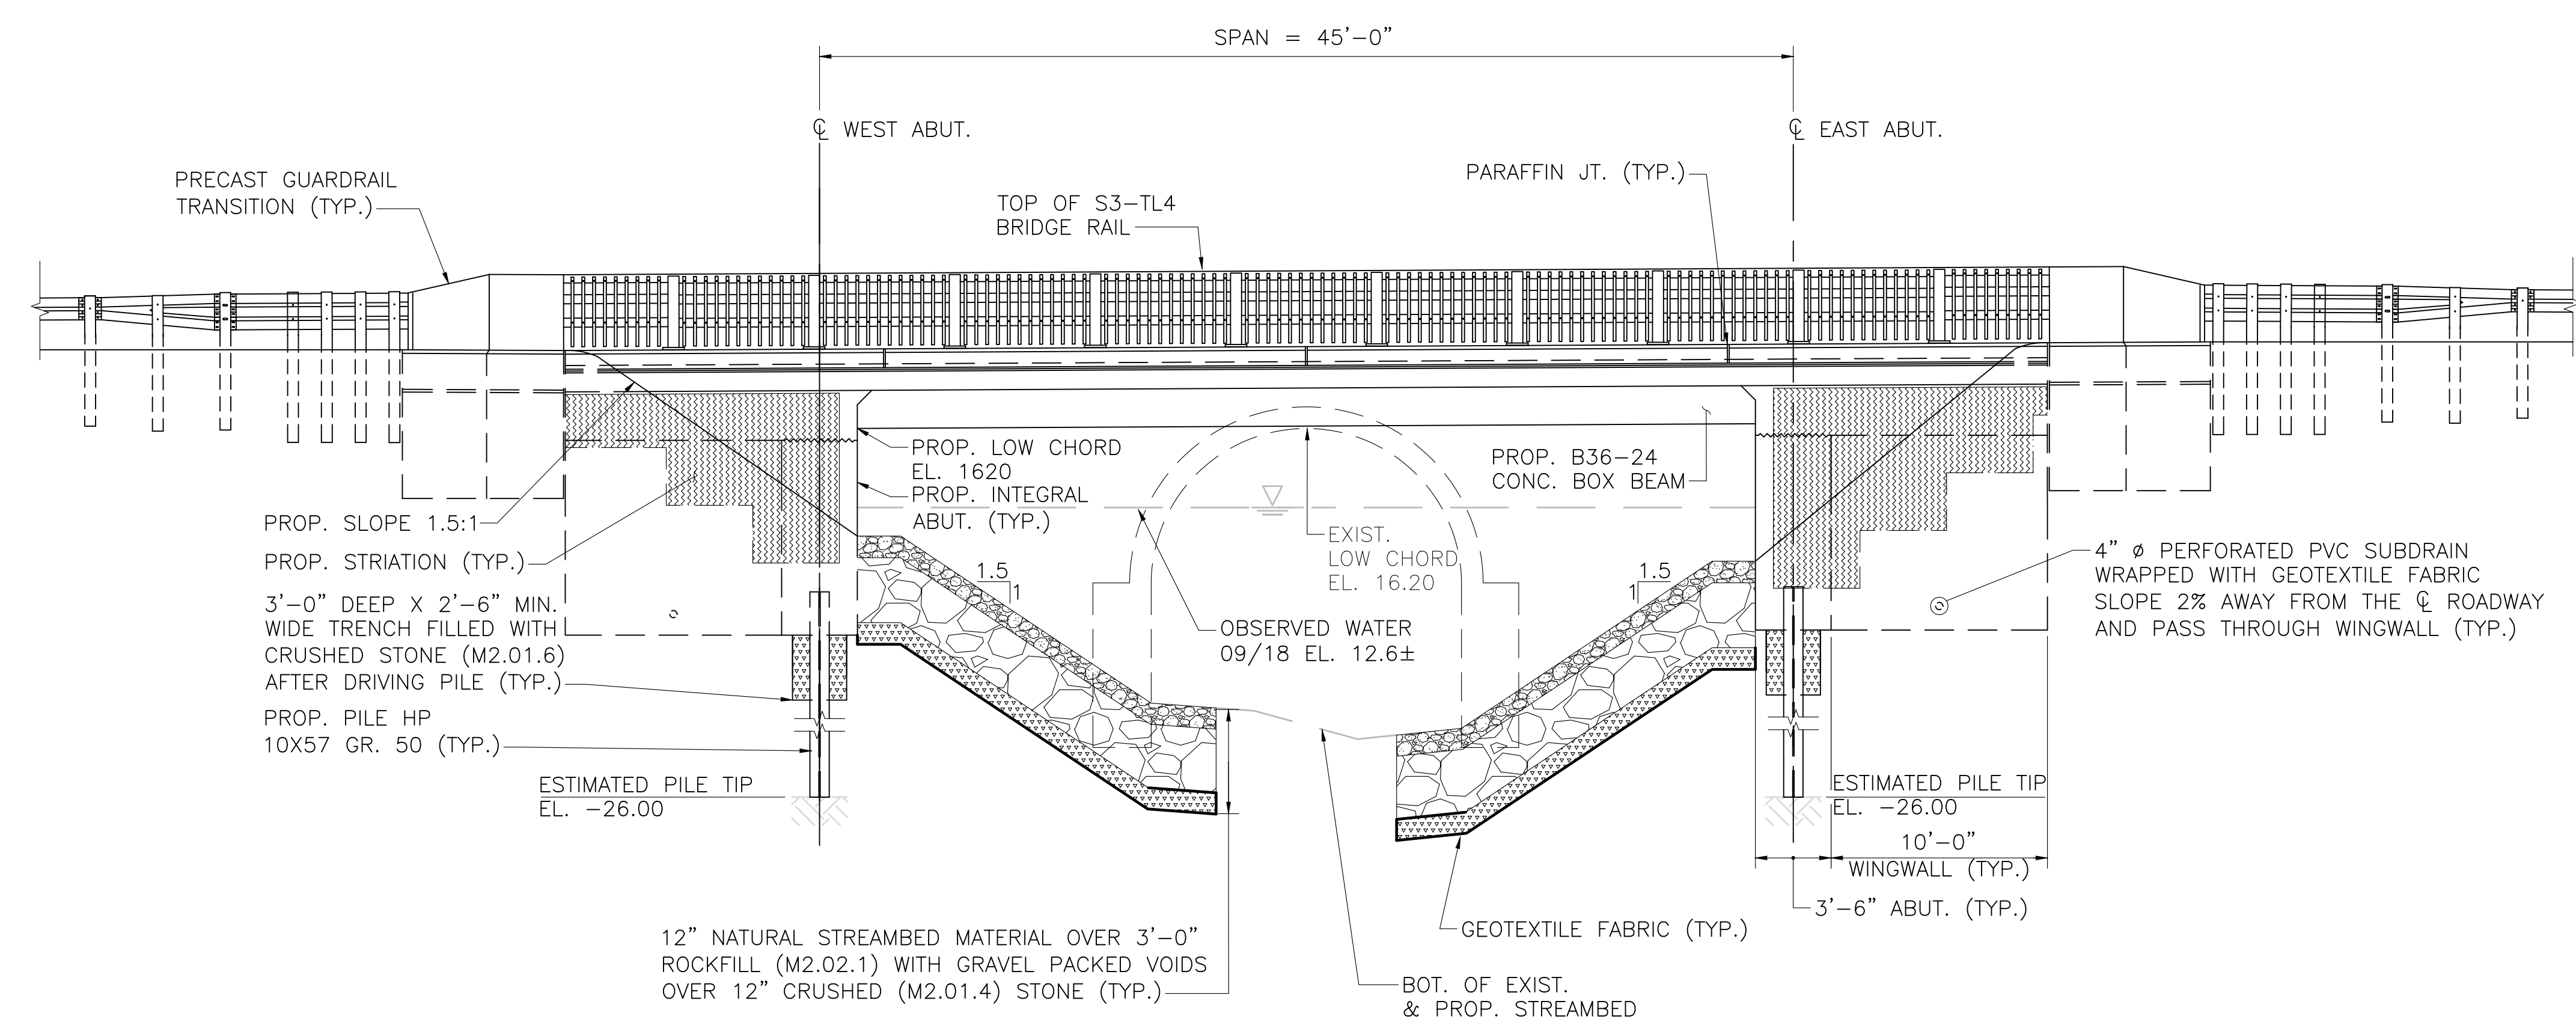 SPAN = 45'-0"
℄ WEST ABUT.
℄ EAST ABUT.
PRECAST GUARDRAIL
TRANSITION (TYP.)
TOP OF S3-TL4
BRIDGE RAIL
PARAFFIN JT. (TYP.)
PROP. LOW CHORD
EL. 1620
PROP. INTEGRAL
ABUT. (TYP.)
PROP. B36-24
CONC. BOX BEAM
PROP. SLOPE 1.5:1
PROP. STRIATION (TYP.)
3'-0" DEEP X 2'-6" MIN.
WIDE TRENCH FILLED WITH
CRUSHED STONE (M2.01.6)
AFTER DRIVING PILE (TYP.)
PROP. PILE HP
10X57 GR. 50 (TYP.)
ESTIMATED PILE TIP
EL. -26.00
1.5
1
EXIST.
LOW CHORD
EL. 16.20
OBSERVED WATER
09/18 EL. 12.6±
1.5
1
4" ø PERFORATED PVC SUBDRAIN
WRAPPED WITH GEOTEXTILE FABRIC
SLOPE 2% AWAY FROM THE ℄ ROADWAY
AND PASS THROUGH WINGWALL (TYP.)
ESTIMATED PILE TIP
EL. -26.00
10'-0"
WINGWALL (TYP.)
3'-6" ABUT. (TYP.)
12" NATURAL STREAMBED MATERIAL OVER 3'-0"
ROCKFILL (M2.02.1) WITH GRAVEL PACKED VOIDS
OVER 12" CRUSHED (M2.01.4) STONE (TYP.)
GEOTEXTILE FABRIC (TYP.)
BOT. OF EXIST.
& PROP. STREAMBED